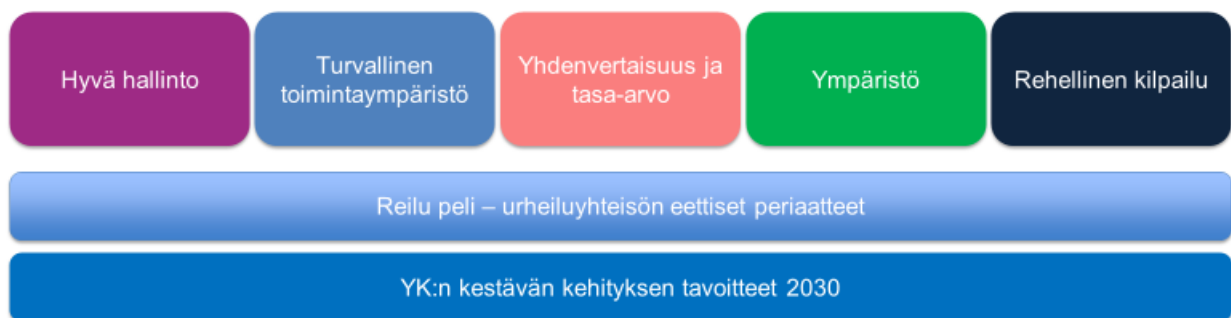 Hyvä hallinto
Turvallinen
toimintaympäristö
Yhdenvertaisuus ja
tasa-arvo
Ympäristö
Rehellinen kilpailu
Reilu peli – urheiluyhteisön eettiset periaatteet
YK:n kestävän kehityksen tavoitteet 2030